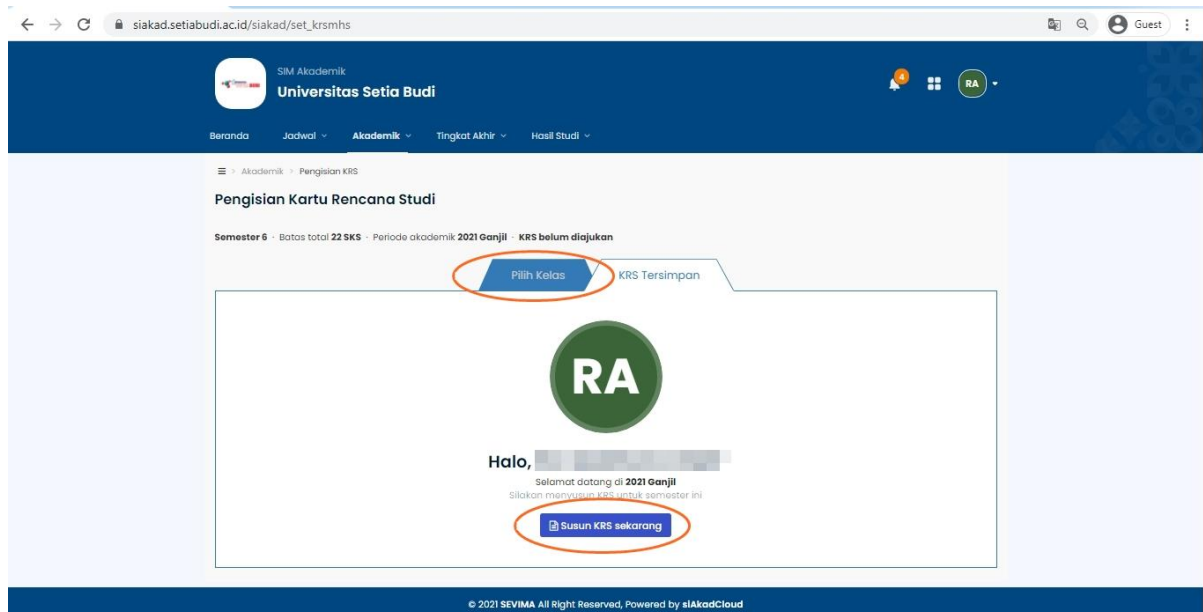 siakad.setiabudi.ac.id/siakad/set_krsmhs
Guest
SIM Akademik
Universitas Setia Budi
4
RA
Beranda Jadwal Akademik Tingkat Akhir Hasil Studi
Akademik > Pengisian KRS
Pengisian Kartu Rencana Studi
Semester 6 · Batas total 22 SKS · Periode akademik 2021 Ganjil · KRS belum diajukan
Pilih Kelas KRS Tersimpan
RA
Halo,
Selamat datang di 2021 Ganjil
Silakan menyusun KRS untuk semester ini
Susun KRS sekarang
© 2021 SEVIMA All Right Reserved, Powered by siAkadCloud